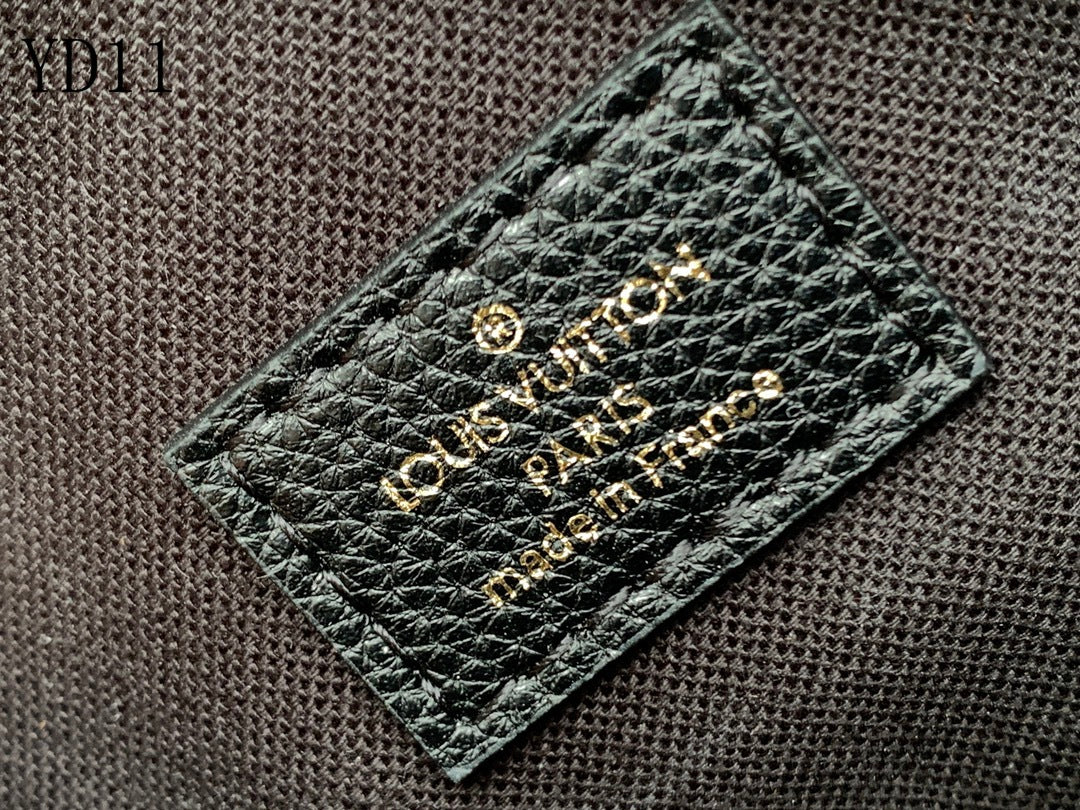 YD11
LOUIS VUITTON
PARIS
made in France